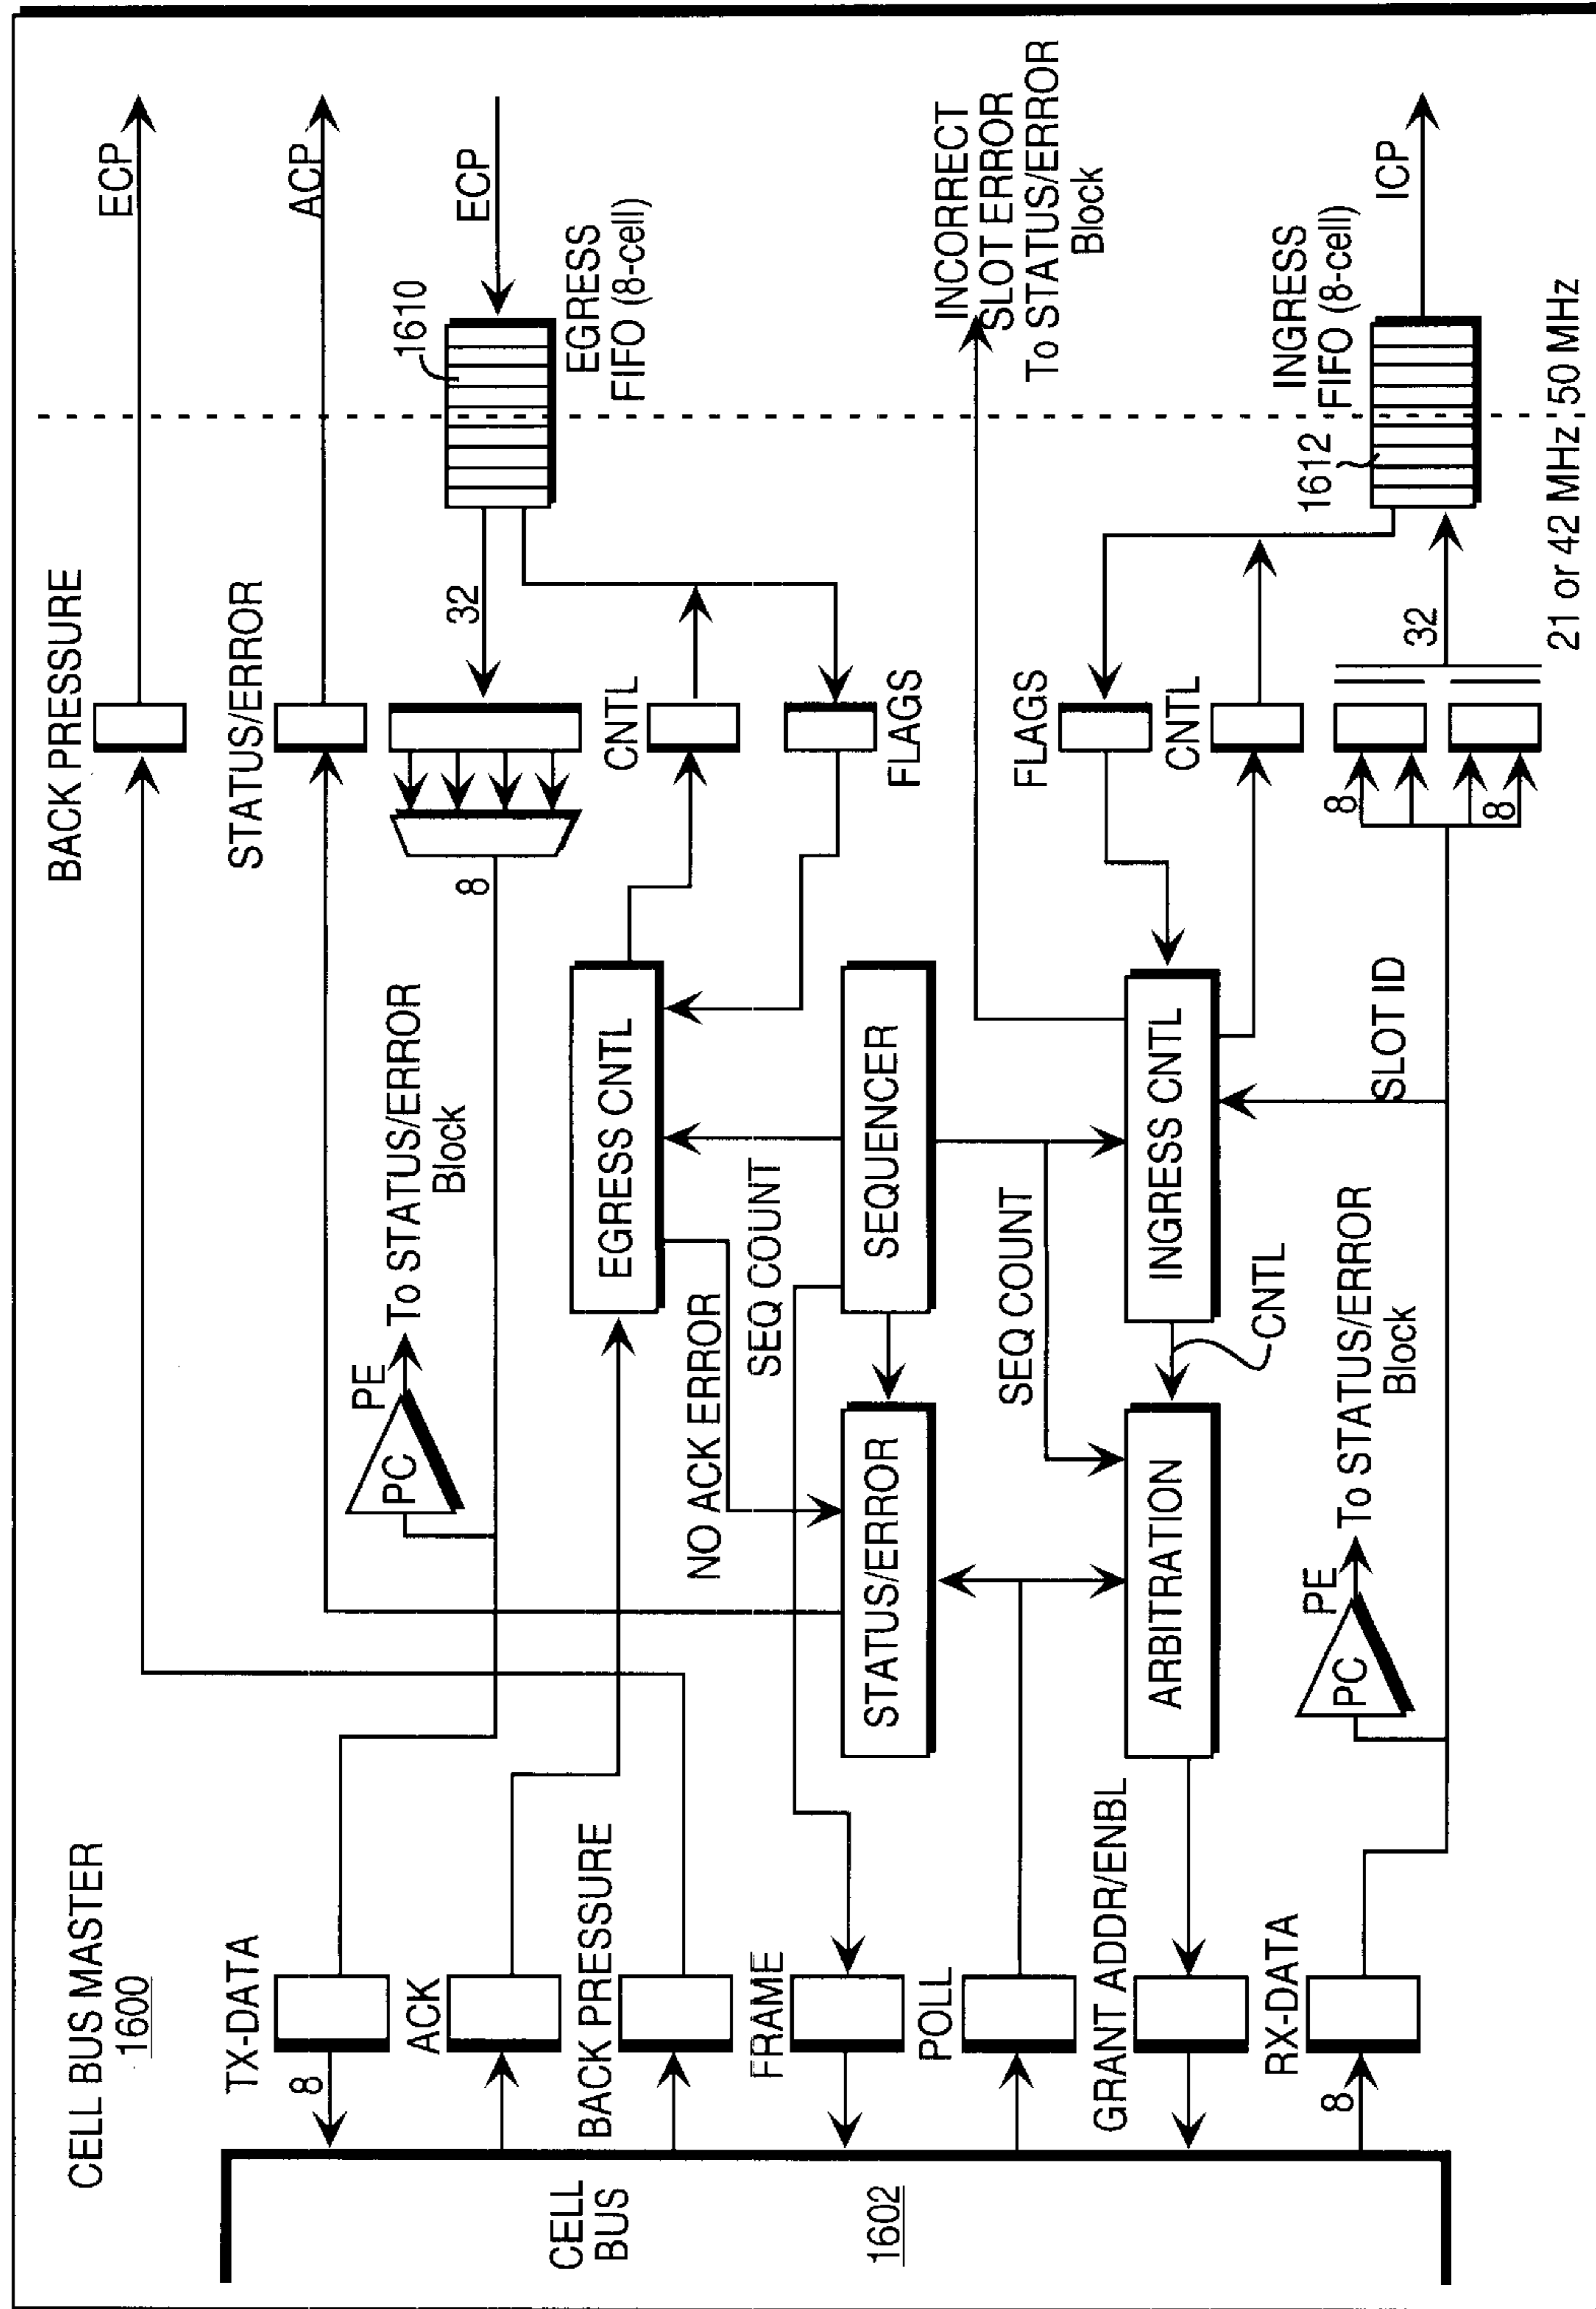 CELL BUS MASTER
1600
BACK PRESSURE
ECP
STATUS/ERROR
ACP
TX-DATA
8
PC
PE
To STATUS/ERROR
Block
8
32
1610
ECP
EGRESS
FIFO (8-cell)
ACK
EGRESS CNTL
CNTL
FLAGS
BACK PRESSURE
NO ACK ERROR
SEQ COUNT
CELL
BUS
1602
FRAME
STATUS/ERROR
SEQUENCER
INCORRECT
SLOT ERROR
To STATUS/ERROR
Block
POLL
SEQ COUNT
FLAGS
GRANT ADDR/ENBL
ARBITRATION
INGRESS CNTL
CNTL
CNTL
INGRESS
FIFO (8-cell)
1612
ICP
RX-DATA
8
PC
PE
To STATUS/ERROR
Block
SLOT ID
8
8
32
21 or 42 MHz
50 MHz